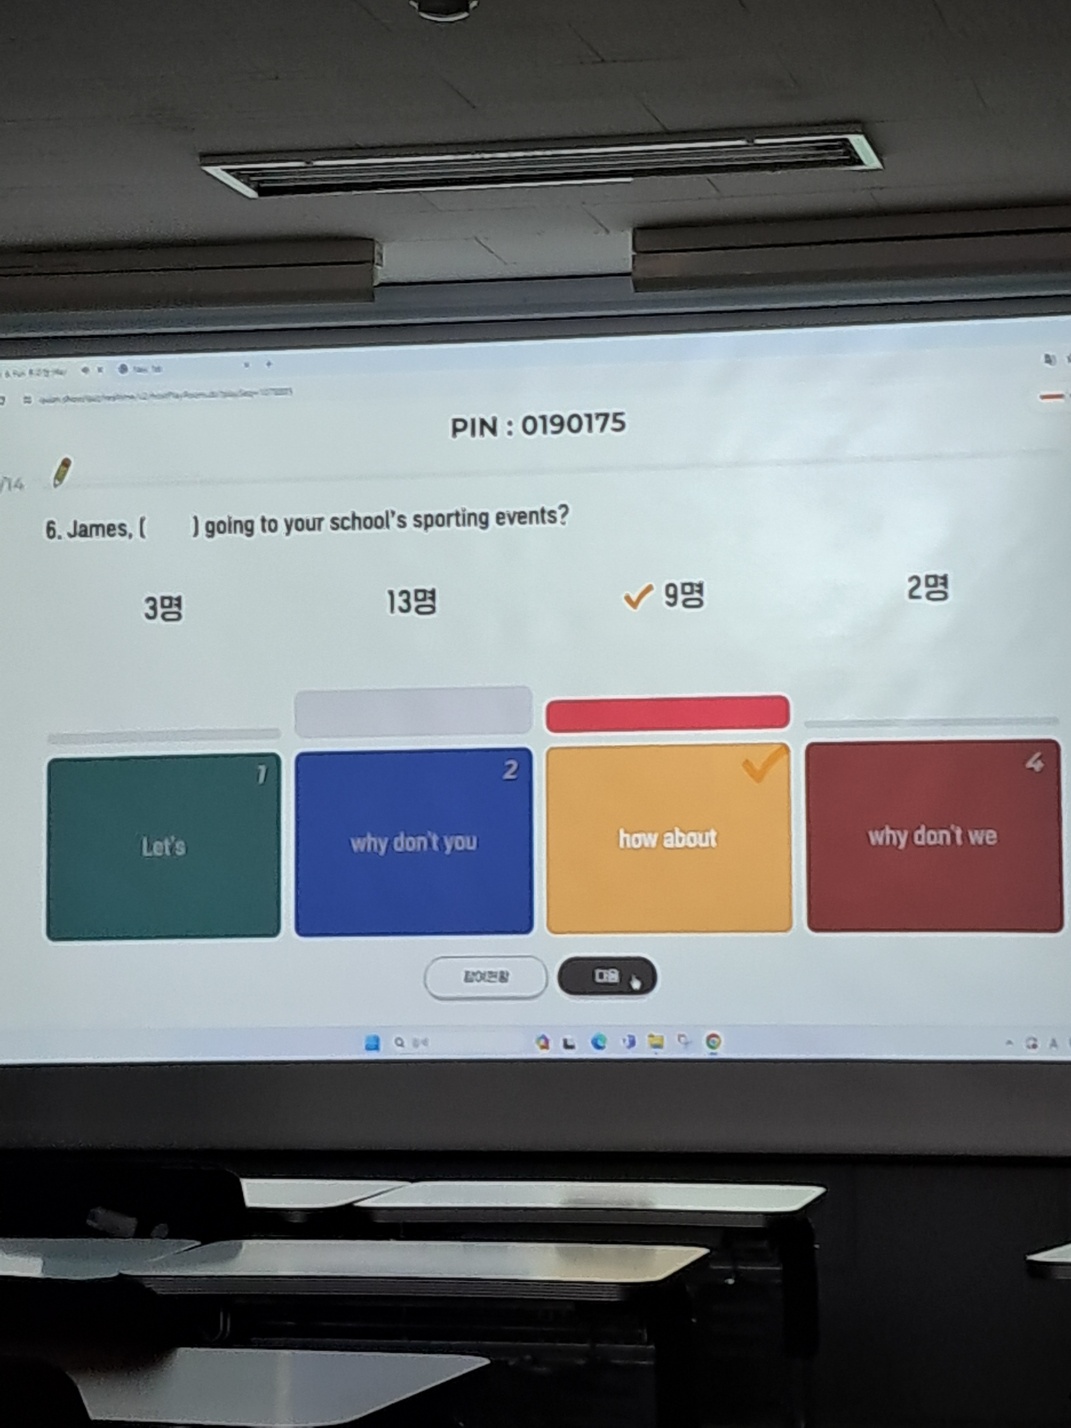 PIN : 0190175
/14
6. James, (        ) going to your school's sporting events?
3명
13명
9명
2명
1
Let's
2
why don't you
how about
4
why don't we
참여현황
다음